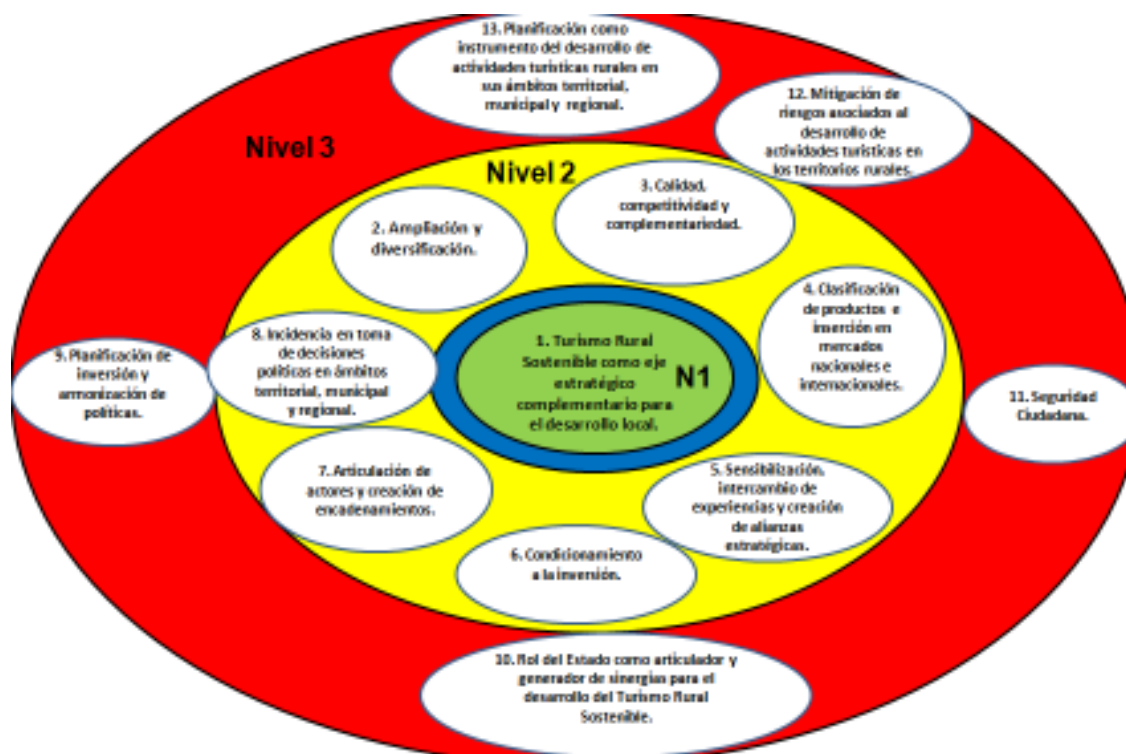 13. Planificación como
instrumento del desarrollo de
actividades turísticas rurales en
sus ámbitos territorial,
municipal y regional.
12. Mitigación de
riesgos asociados al
desarrollo de
actividades turísticas en
los territorios rurales.
Nivel 3
Nivel 2
3. Calidad,
competitividad y
complementariedad.
2. Ampliación y
diversificación.
4. Clasificación
de productos e
inserción en
mercados
nacionales e
internacionales.
8. Incidencia en toma
de decisiones
políticas en ámbitos
territorial, municipal
y regional.
1. Turismo Rural
Sostenible como eje
estratégico
complementario para
el desarrollo local.
N1
9. Planificación de
inversión y
armonización de
políticas.
11. Seguridad
Ciudadana.
7. Articulación de
actores y creación de
encadenamientos.
5. Sensibilización,
intercambio de
experiencias y creación
de alianzas
estratégicas.
6. Condicionamiento
a la inversión.
10. Rol del Estado como articulador y
generador de sinergias para el
desarrollo del Turismo Rural
Sostenible.